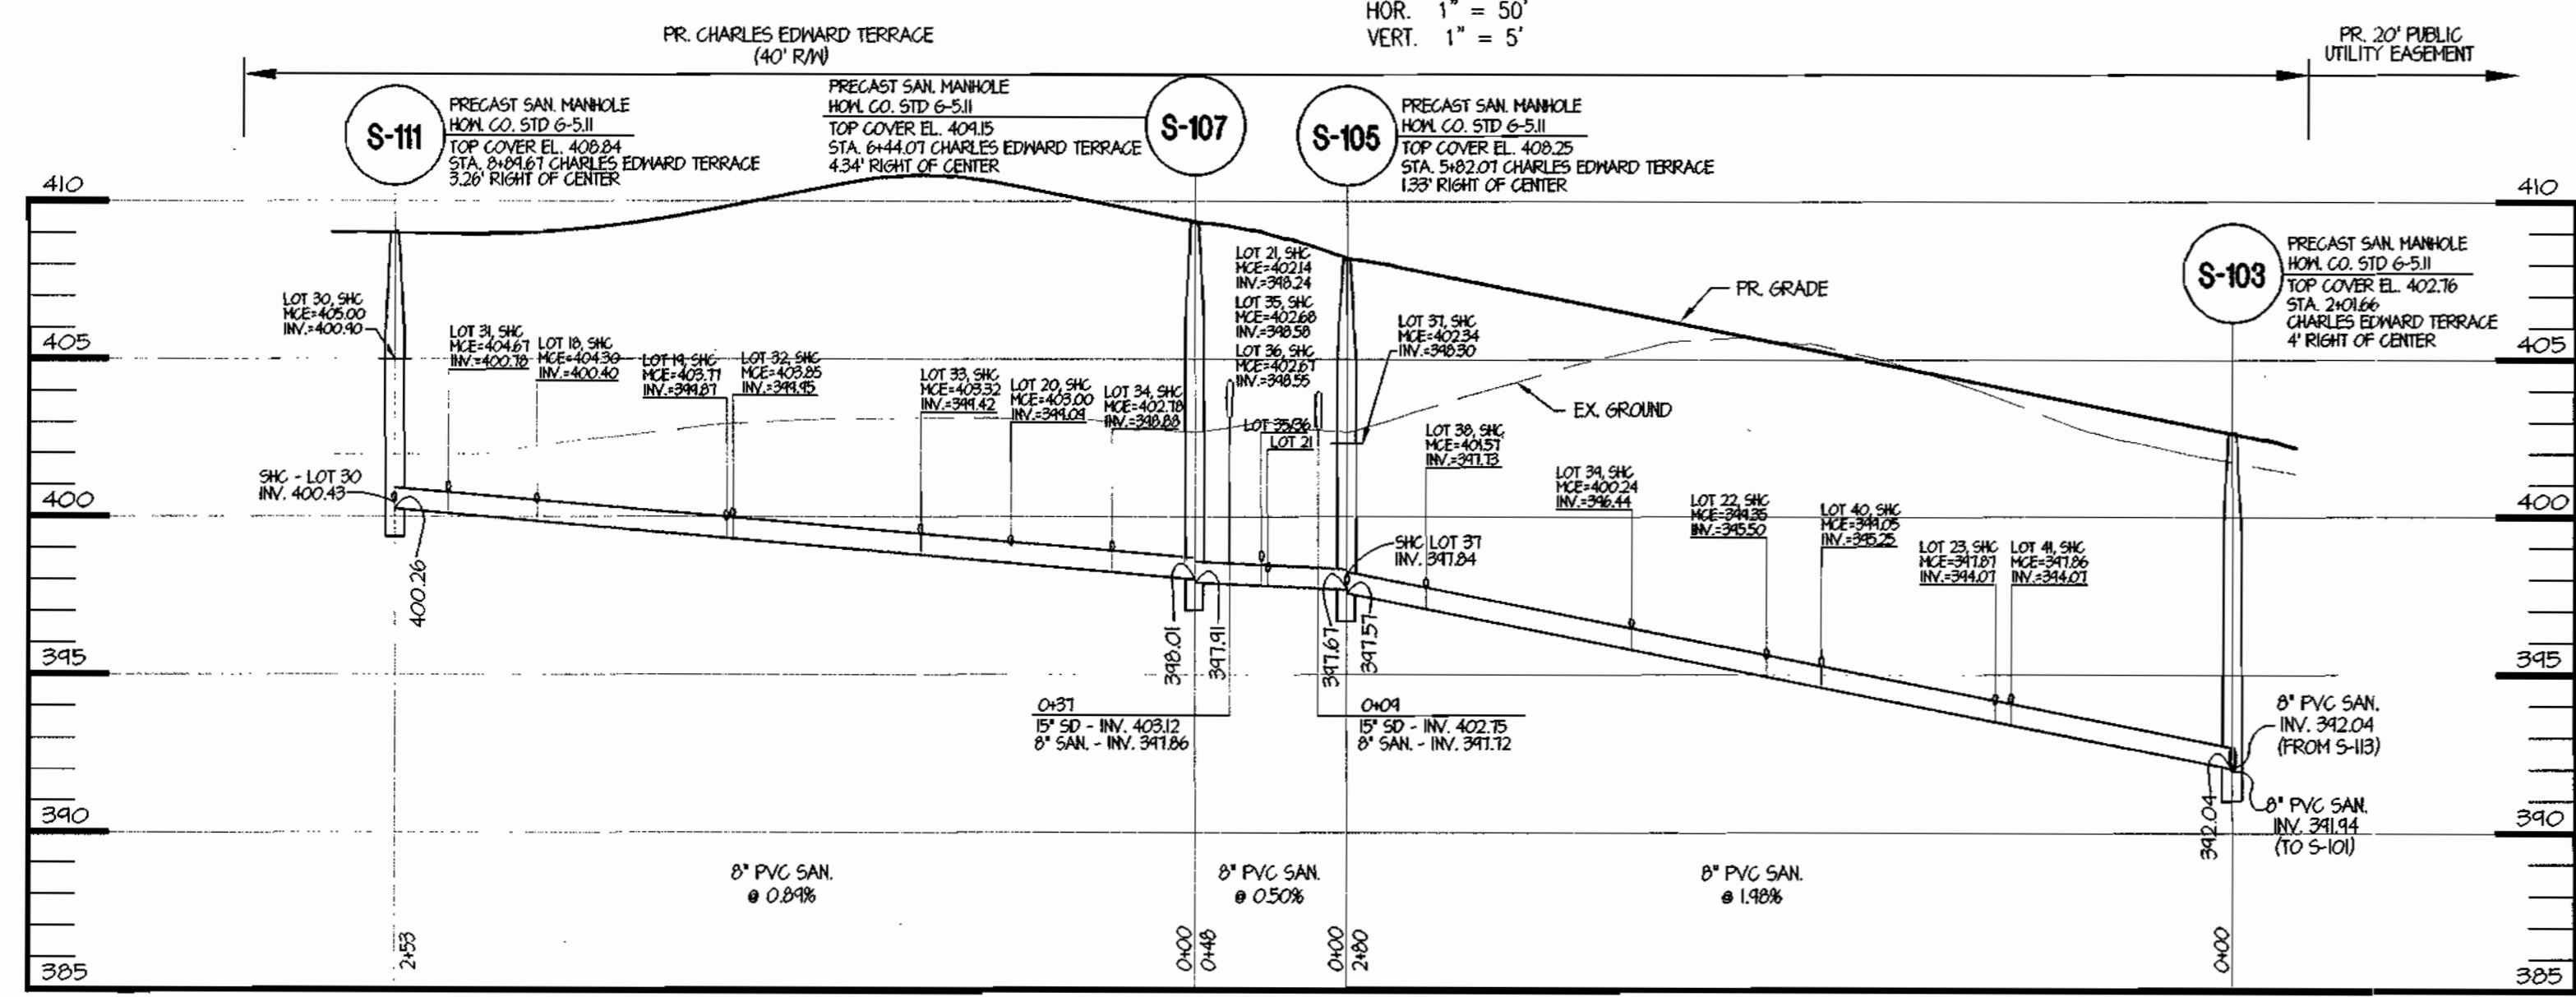 HOR. 1" = 50'
VERT. 1" = 5'
PR. CHARLES EDWARD TERRACE
(40' R/W)
PR. 20' PUBLIC
UTILITY EASEMENT
S-111
PRECAST SAN. MANHOLE
HOW. CO. STD G-5.11
TOP COVER EL. 408.84
STA. 8+89.67 CHARLES EDWARD TERRACE
3.26' RIGHT OF CENTER
PRECAST SAN. MANHOLE
HOW. CO. STD G-5.11
TOP COVER EL. 409.15
STA. 6+44.07 CHARLES EDWARD TERRACE
4.34' RIGHT OF CENTER
S-107
S-105
PRECAST SAN. MANHOLE
HOW. CO. STD G-5.11
TOP COVER EL. 408.25
STA. 5+82.07 CHARLES EDWARD TERRACE
1.33' RIGHT OF CENTER
S-103
PRECAST SAN. MANHOLE
HOW. CO. STD G-5.11
TOP COVER EL. 402.76
STA. 2+01.66
CHARLES EDWARD TERRACE
4' RIGHT OF CENTER
410
410
405
405
400
400
395
395
390
390
385
385
LOT 30, SHC
MCE=405.00
INV.=400.90
LOT 31, SHC
MCE=404.67
INV.=400.78
LOT 18, SHC
MCE=404.30
INV.=400.40
LOT 19, SHC
MCE=403.77
INV.=399.87
LOT 32, SHC
MCE=403.85
INV.=399.95
LOT 33, SHC
MCE=403.32
INV.=399.42
LOT 20, SHC
MCE=403.00
INV.=399.09
LOT 34, SHC
MCE=402.78
INV.=398.88
LOT 21, SHC
MCE=402.14
INV.=398.24
LOT 35, SHC
MCE=402.68
INV.=398.58
LOT 36, SHC
MCE=402.67
INV.=398.55
LOT 35/36
LOT 21
LOT 37, SHC
MCE=402.34
INV.=398.30
PR. GRADE
EX. GROUND
LOT 38, SHC
MCE=401.57
INV.=397.73
LOT 39, SHC
MCE=400.24
INV.=396.44
LOT 22, SHC
MCE=399.35
INV.=395.50
LOT 40, SHC
MCE=399.05
INV.=395.25
LOT 23, SHC
MCE=397.87
INV.=394.07
LOT 41, SHC
MCE=397.86
INV.=394.07
SHC - LOT 30
INV. 400.43
SHC LOT 37
INV. 397.84
400.26
398.01
397.91
397.67
397.57
392.04
0+37
15" SD - INV. 403.12
8" SAN. - INV. 397.86
0+09
15" SD - INV. 402.75
8" SAN. - INV. 397.72
8" PVC SAN.
INV. 392.04
(FROM S-113)
8" PVC SAN.
INV. 391.94
(TO S-101)
8" PVC SAN.
@ 0.89%
8" PVC SAN.
@ 0.50%
8" PVC SAN.
@ 1.98%
2+53
0+00
0+48
0+00
2+80
0+00